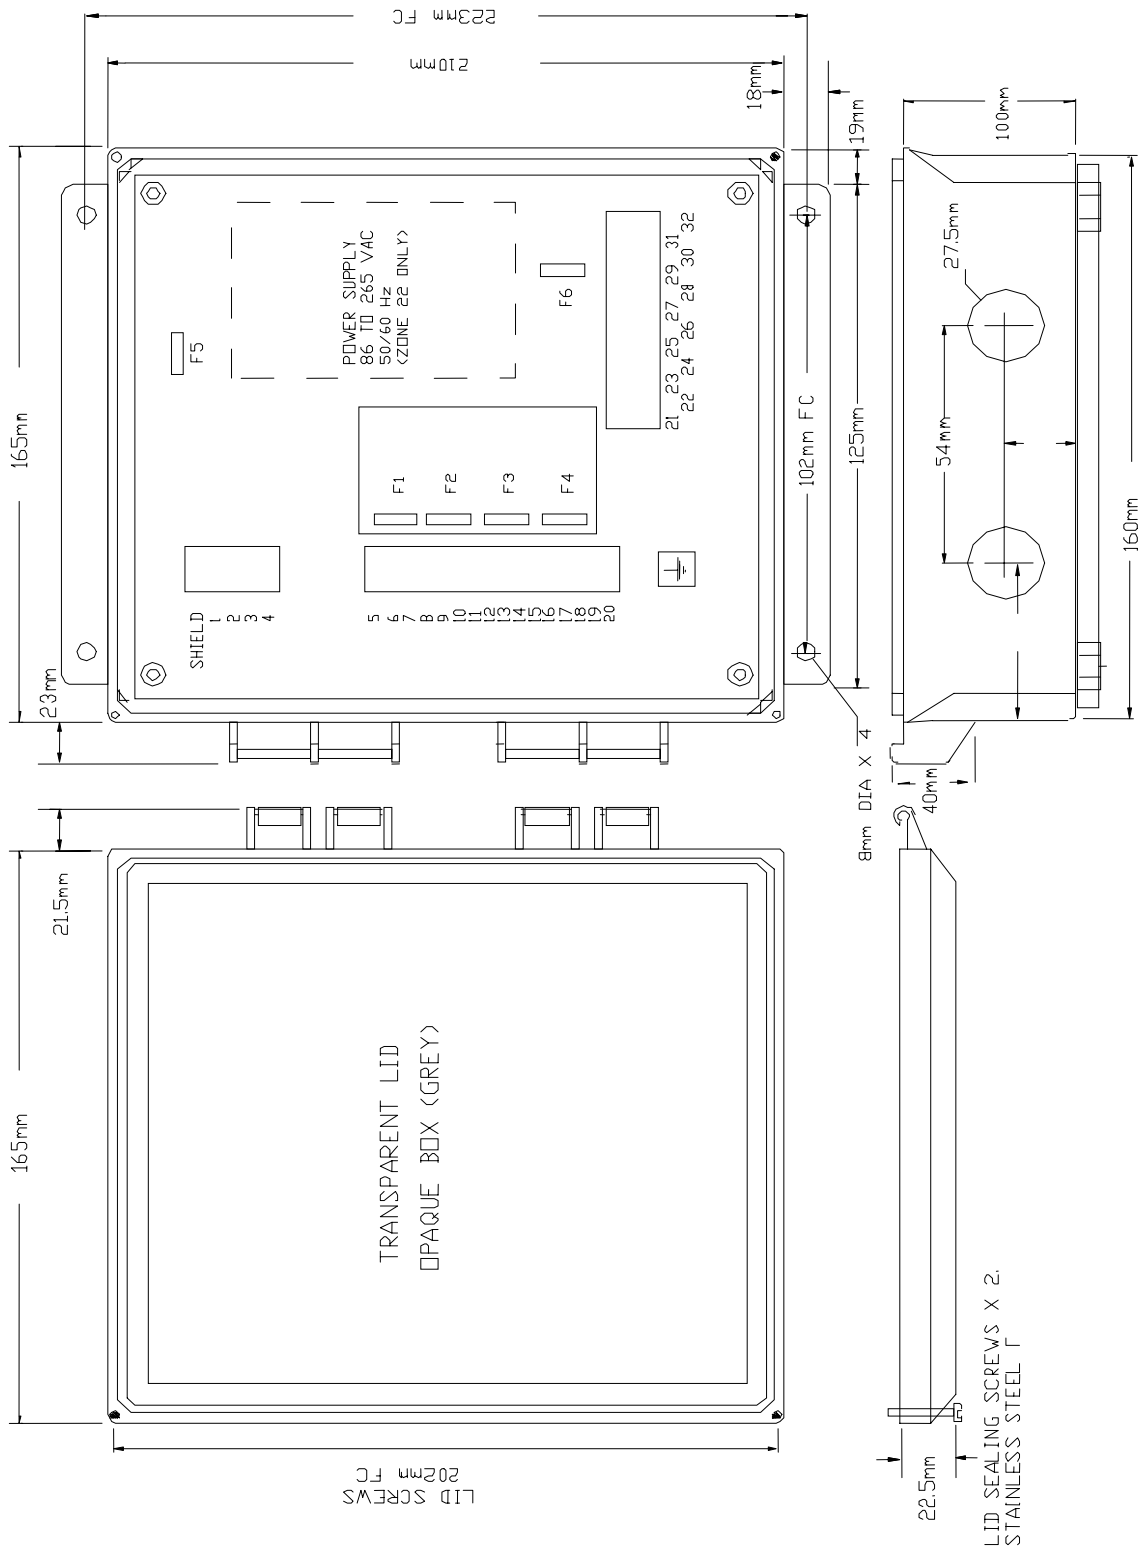 223mm FC
210mm
18mm
19mm
165mm
23mm
F5
POWER SUPPLY
86 TO 265 VAC
50/60 Hz
(ZONE 22 ONLY)
F6
F1
F2
F3
F4
21 23 25 27 29 31
22 24 26 28 30 32
SHIELD
1
2
3
4
5
6
7
8
9
10
11
12
13
14
15
16
17
18
19
20
102mm FC
125mm
8mm DIA X 4
100mm
27.5mm
54mm
160mm
40mm
165mm
21.5mm
TRANSPARENT LID
OPAQUE BOX (GREY)
LID SCREWS
202mm FC
22.5mm
LID SEALING SCREWS X 2.
STAINLESS STEEL